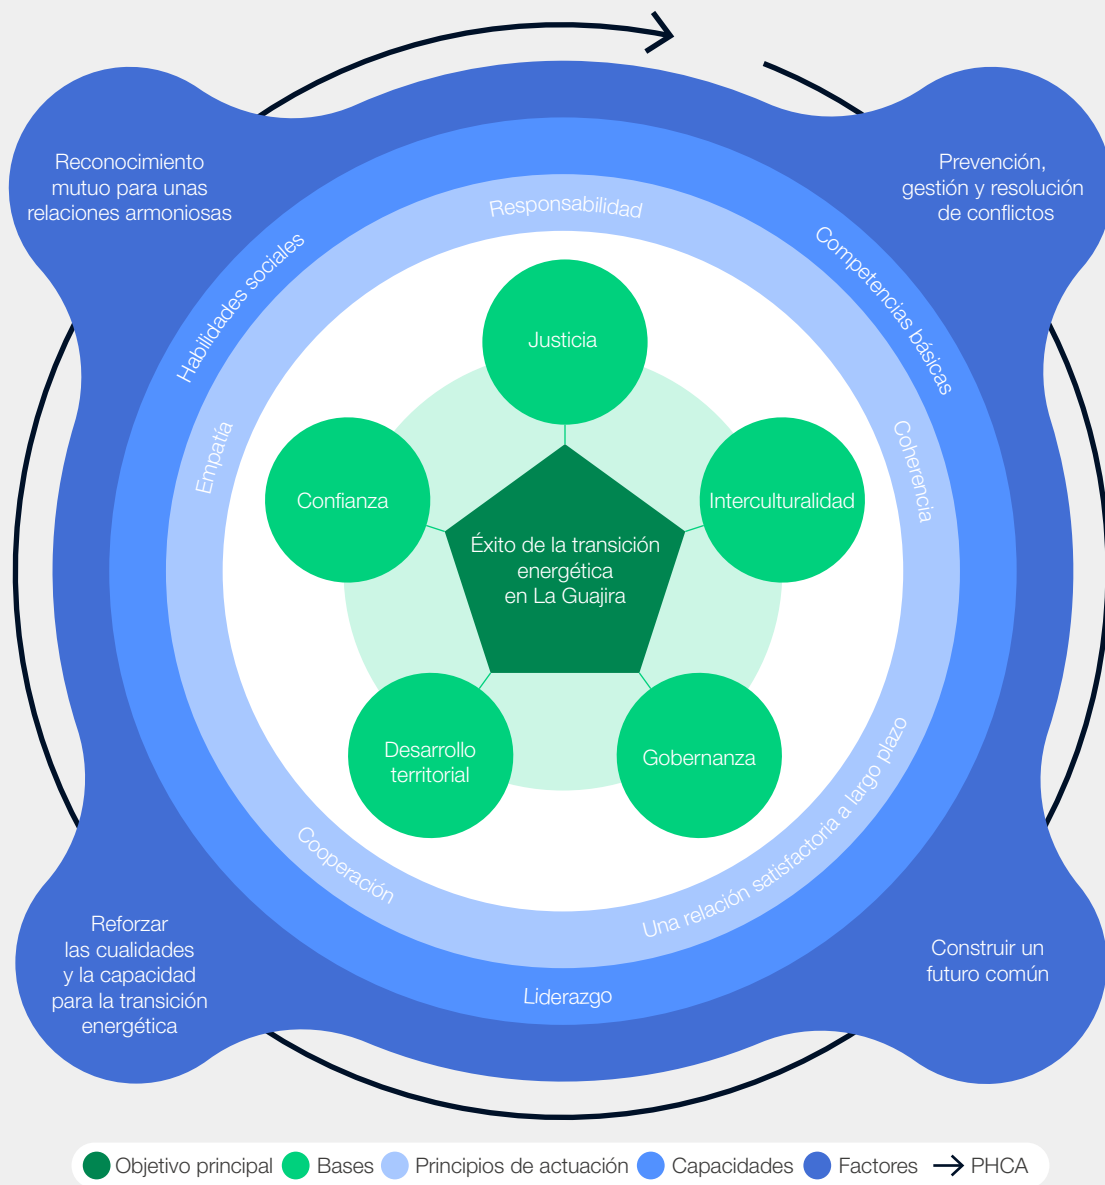 Reconocimiento
mutuo para unas
relaciones armoniosas
Prevención,
gestión y resolución
de conflictos
Habilidades sociales
Competencias básicas
Responsabilidad
Empatía
Coherencia
Justicia
Confianza
Interculturalidad
Éxito de la transición
energética
en La Guajira
Desarrollo
territorial
Gobernanza
Cooperación
Una relación satisfactoria a largo plazo
Liderazgo
Reforzar
las cualidades
y la capacidad
para la transición
energética
Construir un
futuro común
Objetivo principal
Bases
Principios de actuación
Capacidades
Factores
PHCA